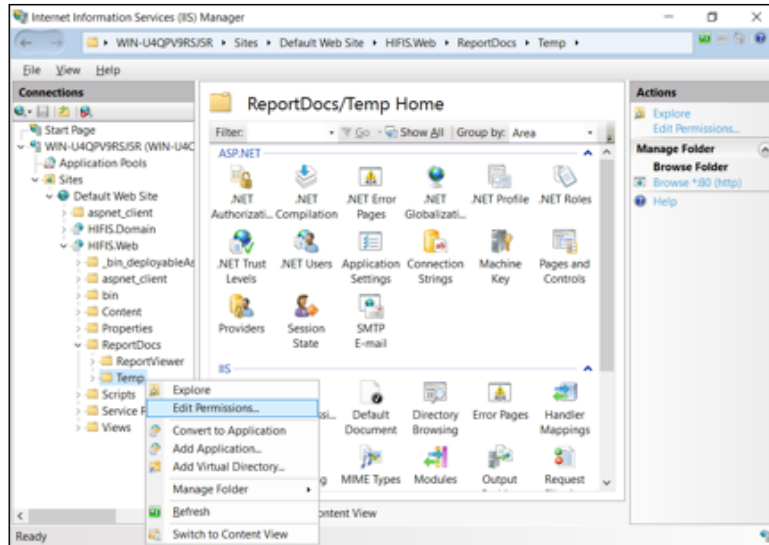 Internet Information Services (IIS) Manager
WIN-U4QPV9RSJ5R
Sites
Default Web Site
HIFIS.Web
ReportDocs
Temp
File View Help
Connections
Start Page
WIN-U4QPV9RSJ5R (WIN-U4C
Application Pools
Sites
Default Web Site
aspnet_client
HIFIS.Domain
HIFIS.Web
_bin_deployableAs
aspnet_client
bin
Content
Properties
ReportDocs
ReportViewer
Temp
Scripts
Service
Views
Explore
Edit Permissions...
Convert to Application
Add Application...
Add Virtual Directory...
Manage Folder
Refresh
Switch to Content View
ReportDocs/Temp Home
Filter: Go Show All Group by: Area
ASP.NET
.NET Authorizati...
.NET Compilation
.NET Error Pages
.NET Globalizati...
.NET Profile
.NET Roles
.NET Trust Levels
.NET Users
Application Settings
Connection Strings
Machine Key
Pages and Controls
Providers
Session State
SMTP E-mail
IIS
Default Document
Directory Browsing
Error Pages
Handler Mappings
MIME Types
Modules
Output
Request
ontent View
Actions
Explore
Edit Permissions...
Manage Folder
Browse Folder
Browse *:80 (http)
Help
Ready